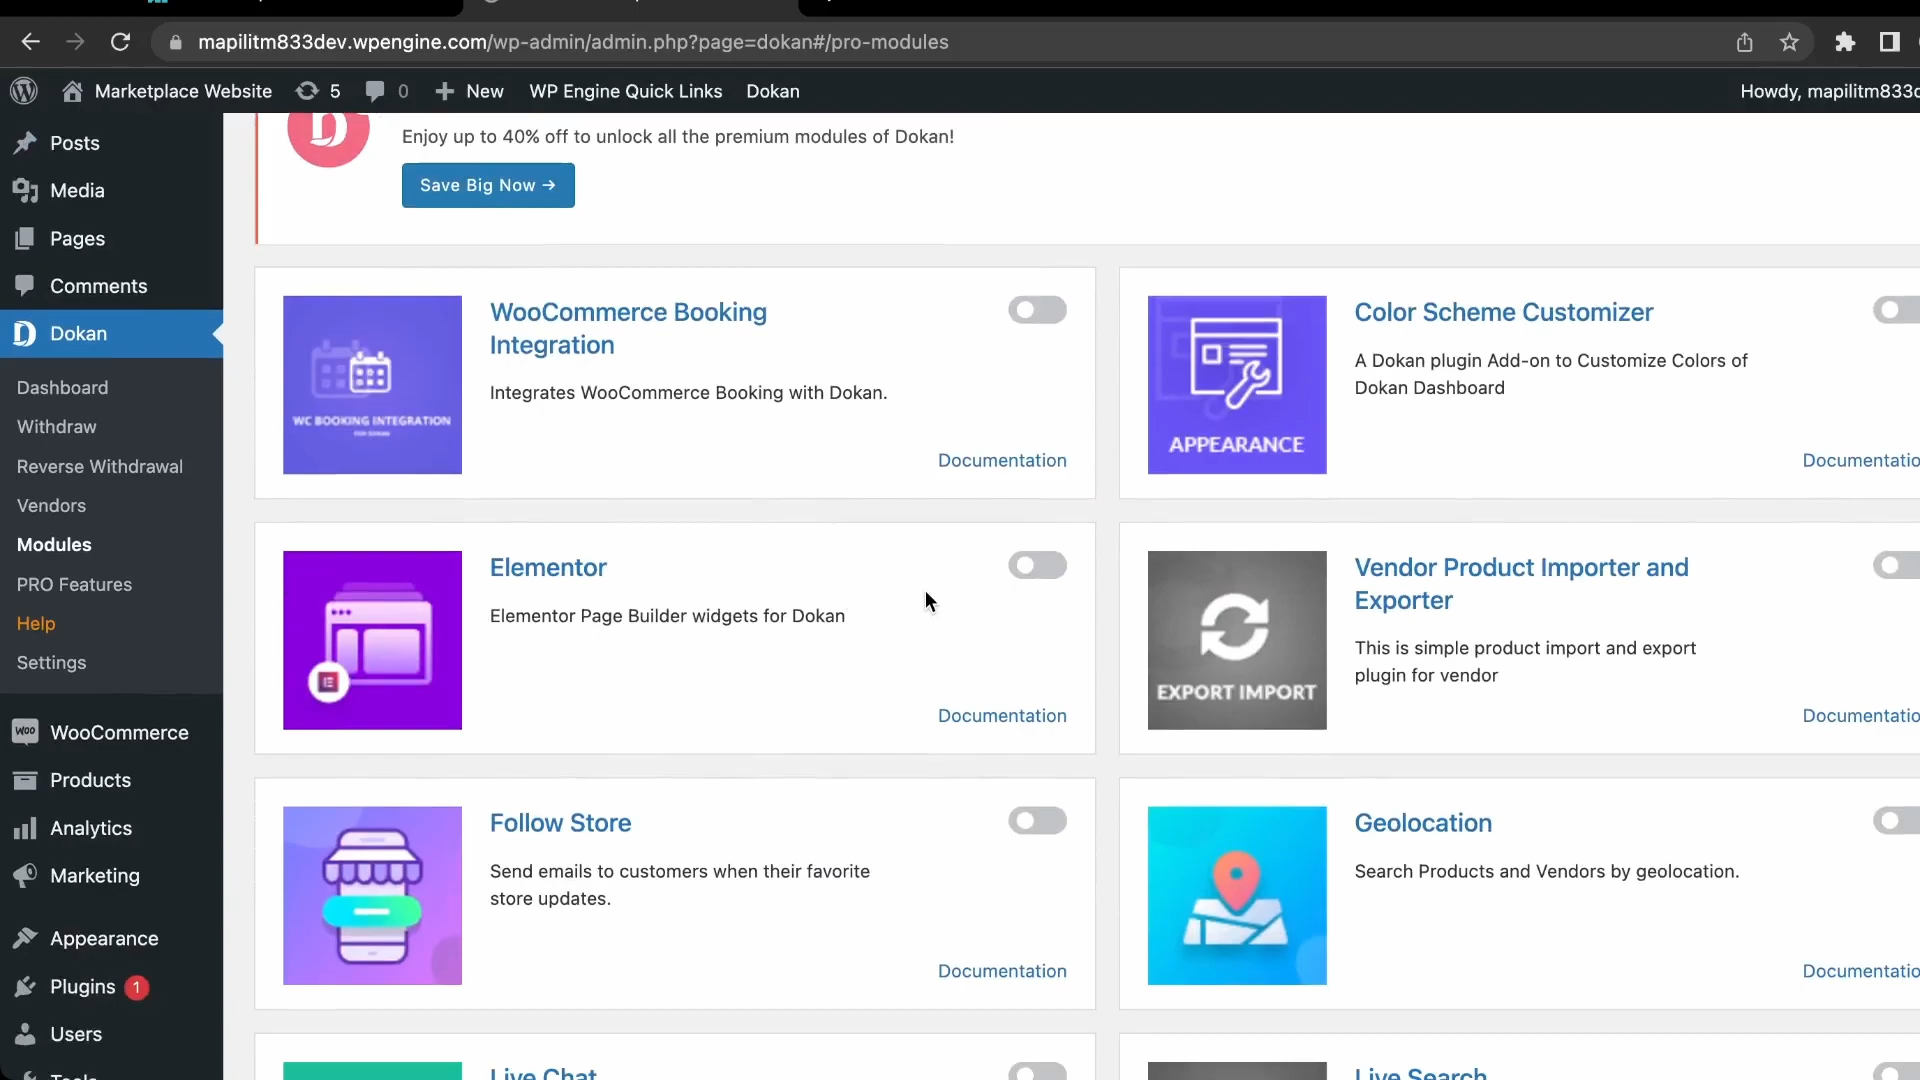 mapilitm833dev.wpengine.com/wp-admin/admin.php?page=dokan#/pro-modules
Marketplace Website 5 0 New WP Engine Quick Links Dokan
Howdy, mapilitm833d
Posts
Media
Pages
Comments
Dokan
Dashboard
Withdraw
Reverse Withdrawal
Vendors
Modules
PRO Features
Help
Settings
WOO WooCommerce
Products
Analytics
Marketing
Appearance
Plugins 1
Users
Tools
Enjoy up to 40% off to unlock all the premium modules of Dokan!
Save Big Now →
WC BOOKING INTEGRATION
WooCommerce Booking
Integration
Integrates WooCommerce Booking with Dokan.
Documentation
APPEARANCE
Color Scheme Customizer
A Dokan plugin Add-on to Customize Colors of
Dokan Dashboard
Documentatio
Elementor
Elementor Page Builder widgets for Dokan
Documentation
EXPORT IMPORT
Vendor Product Importer and
Exporter
This is simple product import and export
plugin for vendor
Documentatio
Follow Store
Send emails to customers when their favorite
store updates.
Documentation
Geolocation
Search Products and Vendors by geolocation.
Documentatio
Live Chat
Live Search